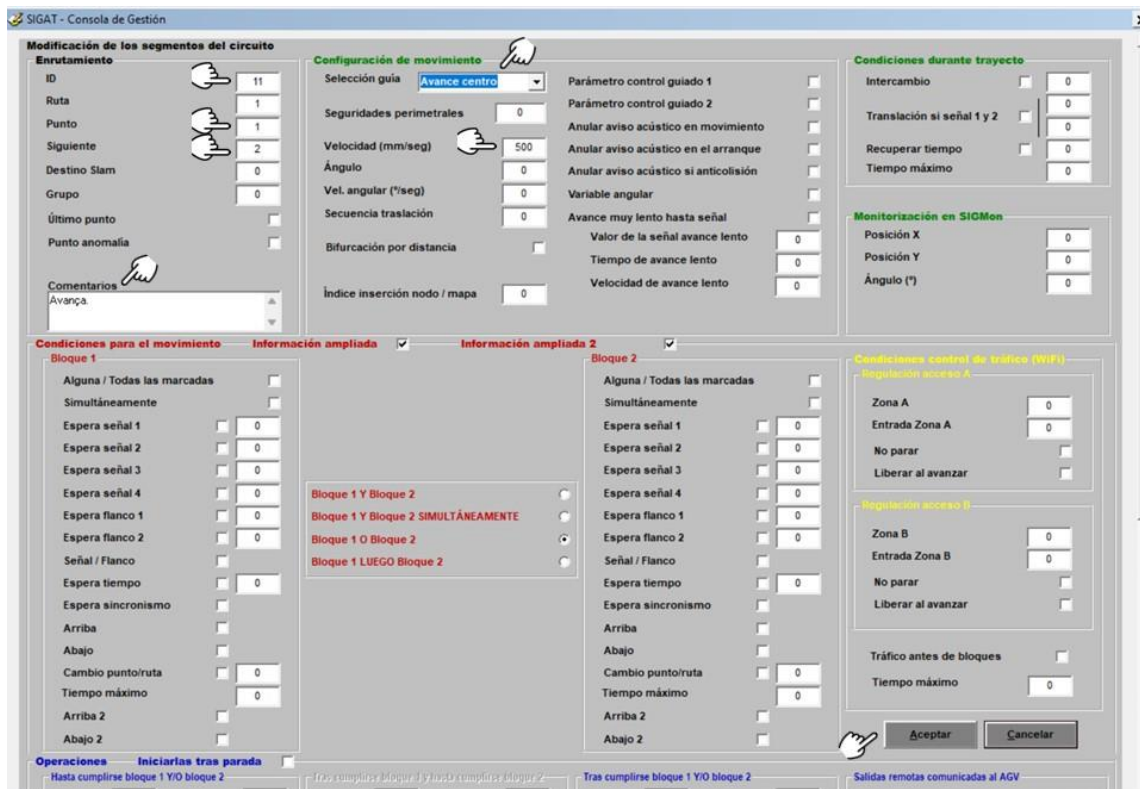 SIGAT - Consola de Gestión
Modificación de los segmentos del circuito
Enrutamiento
ID 11
Ruta 1
Punto 1
Siguiente 2
Destino Slam 0
Grupo 0
Último punto
Punto anomalía
Comentarios
Avança.
Configuración de movimiento
Selección guía Avance centro
Seguridades perimetrales 0
Velocidad (mm/seg) 500
Ángulo 0
Vel. angular (º/seg) 0
Secuencia traslación 0
Bifurcación por distancia
Índice inserción nodo / mapa 0
Parámetro control guiado 1
Parámetro control guiado 2
Anular aviso acústico en movimiento
Anular aviso acústico en el arranque
Anular aviso acústico si anticolisión
Variable angular
Avance muy lento hasta señal
Valor de la señal avance lento 0
Tiempo de avance lento 0
Velocidad de avance lento 0
Condiciones durante trayecto
Intercambio 0
Translación si señal 1 y 2 0
0
Recuperar tiempo 0
Tiempo máximo 0
Monitorización en SIGMon
Posición X 0
Posición Y 0
Ángulo (º) 0
Condiciones para el movimiento Información ampliada Información ampliada 2
Bloque 1
Alguna / Todas las marcadas
Simultáneamente
Espera señal 1 0
Espera señal 2 0
Espera señal 3 0
Espera señal 4 0
Espera flanco 1 0
Espera flanco 2 0
Señal / Flanco
Espera tiempo 0
Espera sincronismo
Arriba
Abajo
Cambio punto/ruta 0
Tiempo máximo 0
Arriba 2
Abajo 2
Bloque 1 Y Bloque 2
Bloque 1 Y Bloque 2 SIMULTÁNEAMENTE
Bloque 1 O Bloque 2
Bloque 1 LUEGO Bloque 2
Bloque 2
Alguna / Todas las marcadas
Simultáneamente
Espera señal 1 0
Espera señal 2 0
Espera señal 3 0
Espera señal 4 0
Espera flanco 1 0
Espera flanco 2 0
Señal / Flanco
Espera tiempo 0
Espera sincronismo
Arriba
Abajo
Cambio punto/ruta 0
Tiempo máximo 0
Arriba 2
Abajo 2
Condiciones control de tráfico (WiFi)
Regulación acceso A
Zona A 0
Entrada Zona A 0
No parar
Liberar al avanzar
Regulación acceso B
Zona B 0
Entrada Zona B 0
No parar
Liberar al avanzar
Tráfico antes de bloques
Tiempo máximo 0
Aceptar Cancelar
Operaciones Iniciarlas tras parada
Hasta cumplirse bloque 1 Y/O bloque 2
Tras cumplirse bloque 1 y hasta cumplirse bloque 2
Tras cumplirse bloque 1 Y/O bloque 2
Salidas remotas comunicadas al AGV